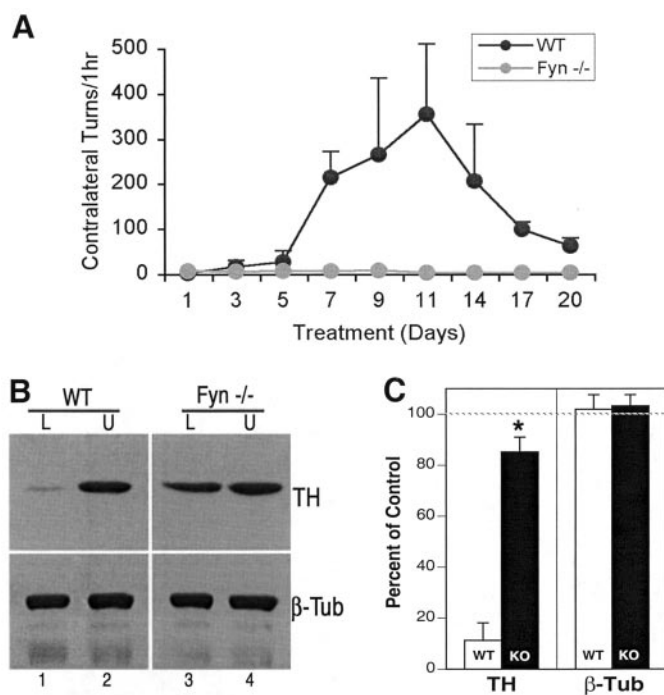 A
Contralateral Turns/1hr
500
400
300
200
100
0
WT
Fyn -/-
1 3 5 7 9 11 14 17 20
Treatment (Days)
B
WT Fyn -/-
L U L U
TH
β-Tub
1 2 3 4
C
Percent of Control
100
80
60
40
20
0
*
WT KO WT KO
TH β-Tub